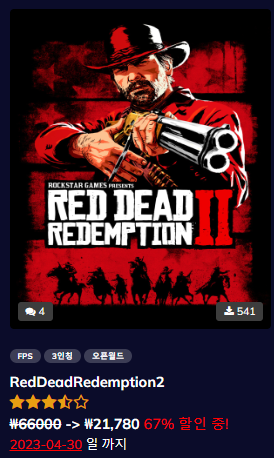 ROCKSTAR GAMES PRESENTS
RED DEAD
REDEMPTION II
4
541
FPS 3인칭 오픈월드
RedDeadRedemption2
₩66000 -> ₩21,780 67% 할인 중!
2023-04-30 일 까지